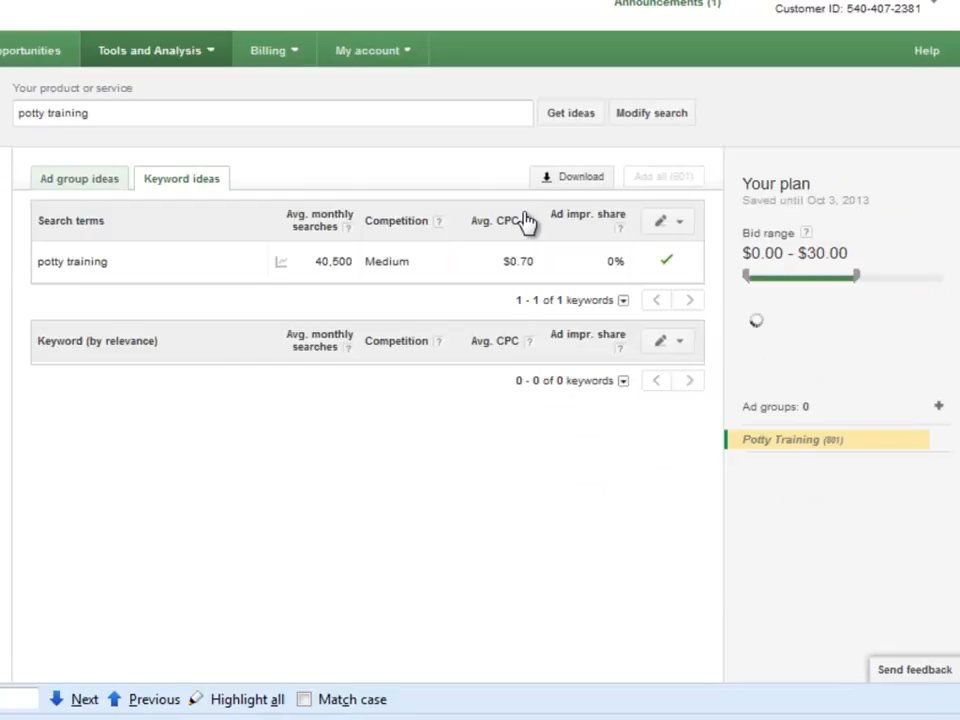 Announcements (1)
Customer ID: 540-407-2381
pportunities
Tools and Analysis
Billing
My account
Help
Your product or service
potty training
Get ideas
Modify search
Ad group ideas
Keyword ideas
Download
Add all (801)
Search terms
Avg. monthly searches ?
Competition ?
Avg. CPC
Ad impr. share ?
potty training
40,500
Medium
$0.70
0%
1 - 1 of 1 keywords
Keyword (by relevance)
Avg. monthly searches ?
Competition ?
Avg. CPC ?
Ad impr. share ?
0 - 0 of 0 keywords
Your plan
Saved until Oct 3, 2013
Bid range ?
$0.00 - $30.00
Ad groups: 0
Potty Training (801)
Send feedback
Next
Previous
Highlight all
Match case